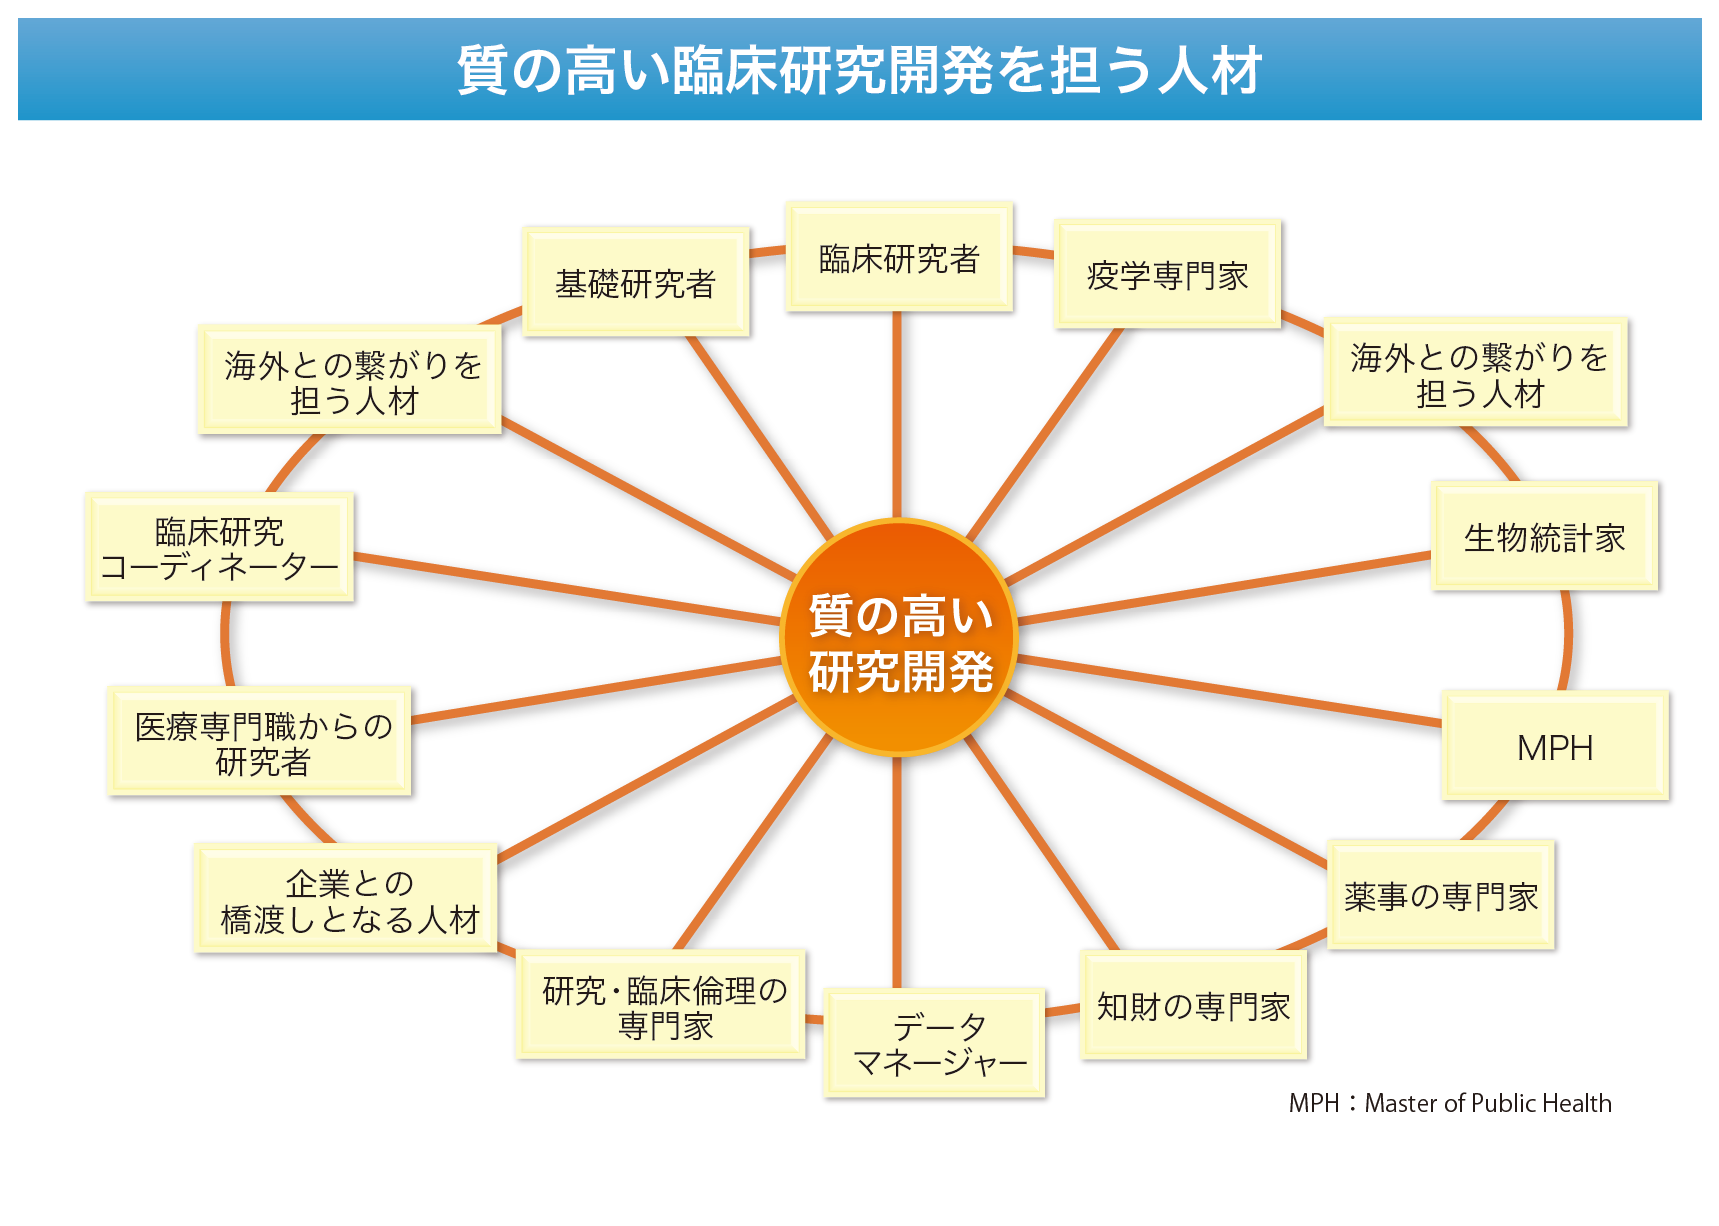 質の高い臨床研究開発を担う人材
臨床研究者
基礎研究者
疫学専門家
海外との繋がりを
担う人材
海外との繋がりを
担う人材
臨床研究
コーディネーター
生物統計家
質の高い
研究開発
医療専門職からの
研究者
MPH
企業との
橋渡しとなる人材
薬事の専門家
研究・臨床倫理の
専門家
データ
マネージャー
知財の専門家
MPH：Master of Public Health